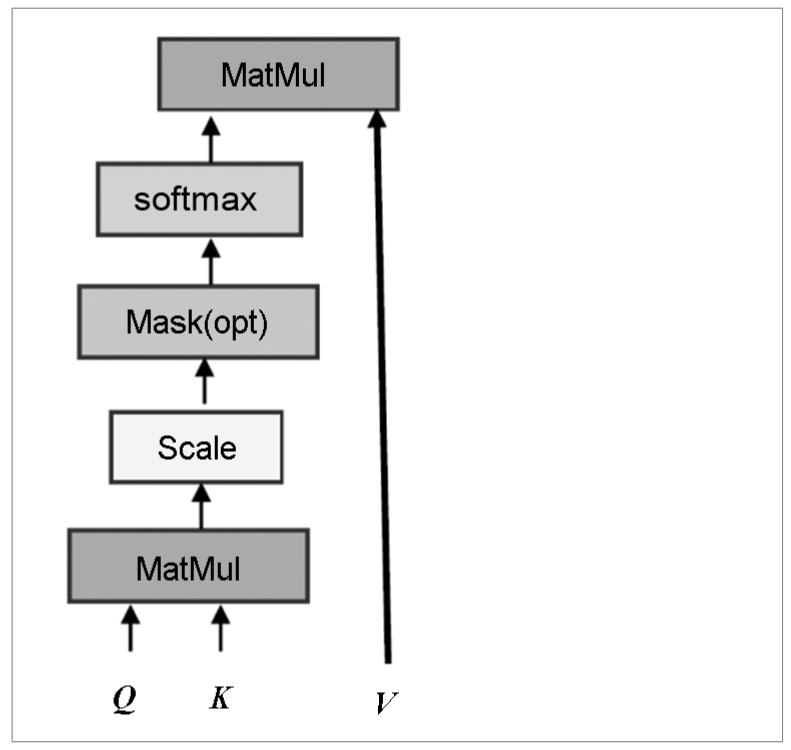 MatMul
softmax
Mask(opt)
Scale
MatMul
Q K V